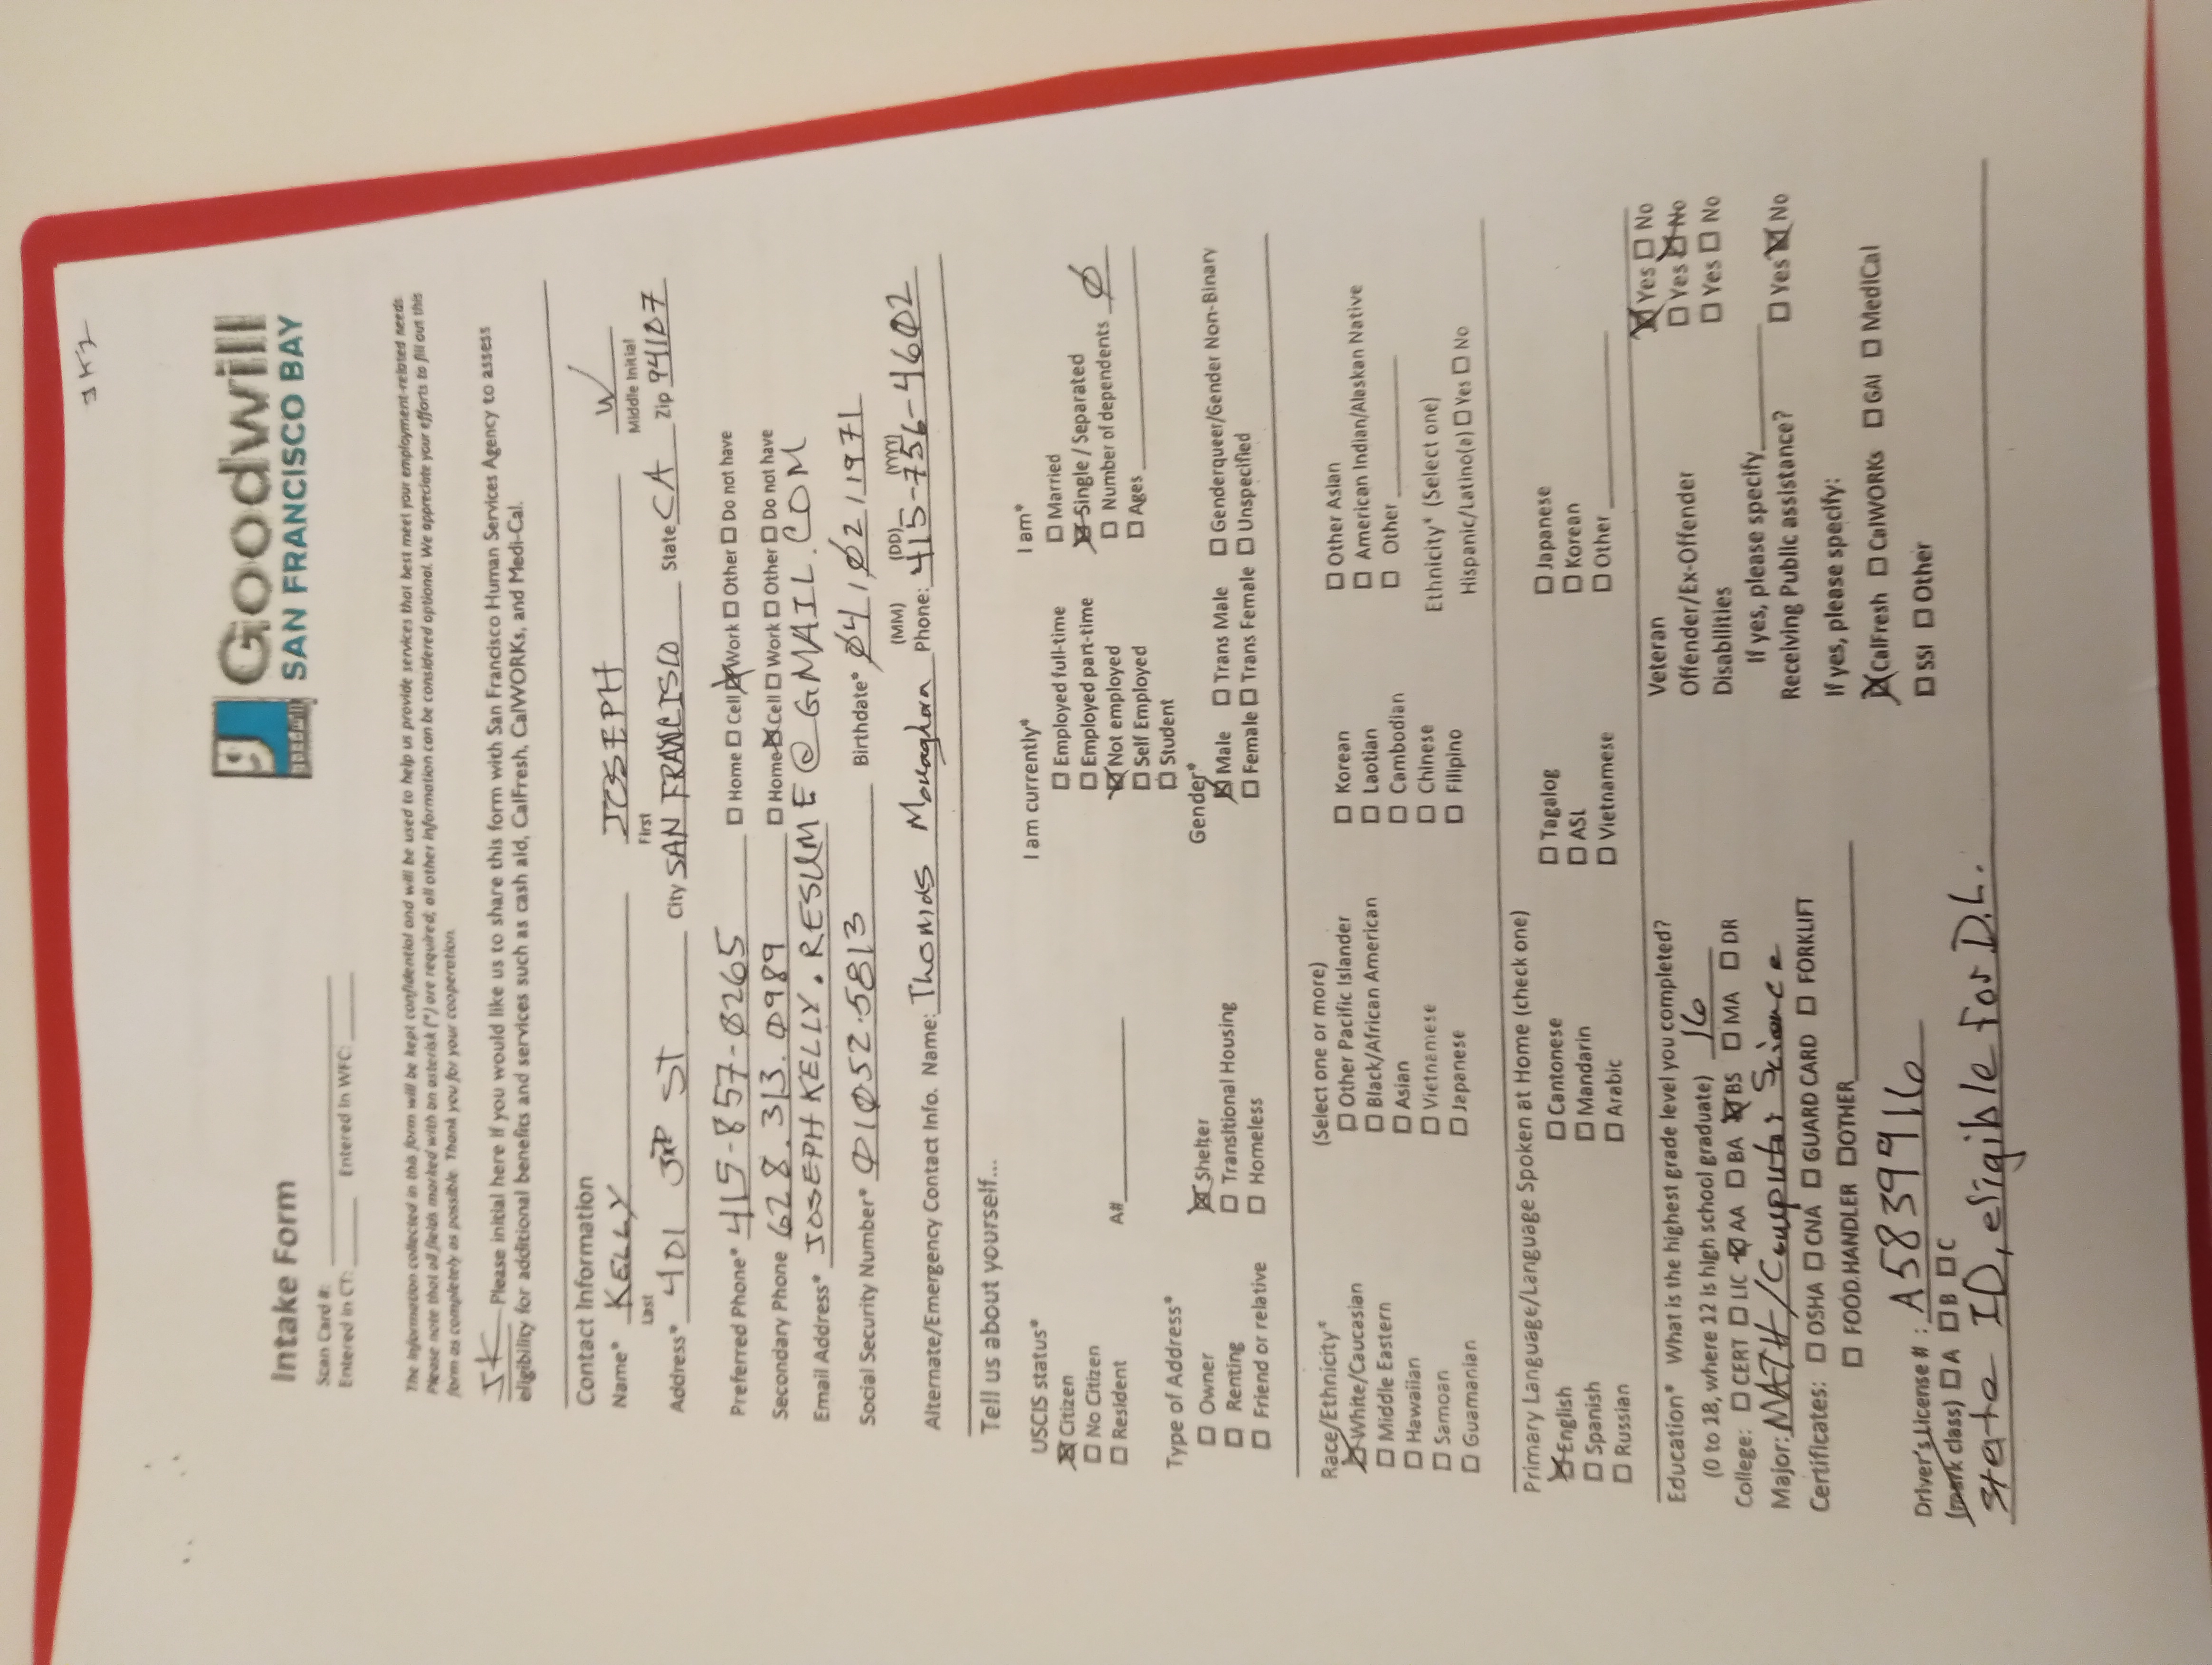 JKL
g Goodwill
goodwill SAN FRANCISCO BAY
Intake Form
Scan Card #:
Entered in CT: Entered in WFC:
The information collected in this form will be kept confidential and will be used to help us provide services that best meet your employment-related needs.
Please note that all fields marked with an asterisk (*) are required; all other information can be considered optional. We appreciate your efforts to fill out this
form as completely as possible. Thank you for your cooperation.
JK Please initial here if you would like us to share this form with San Francisco Human Services Agency to assess
eligibility for additional benefits and services such as cash aid, CalFresh, CalWORKs, and Medi-Cal.
Contact Information
Name* KELLY JOSEPH W
Last First Middle Initial
Address* 401 3RD ST City SAN FRANCISCO State CA Zip 94107
Preferred Phone* 415-857-0265 ☐ Home ☐ Cell ☒ Work ☐ Other ☐ Do not have
Secondary Phone 628.313.0989 ☐ Home ☒ Cell ☐ Work ☐ Other ☐ Do not have
Email Address* JOSEPHKELLY.RESUME@GMAIL.COM
Social Security Number* 01052.5813 Birthdate* 04/02/1971
(MM) (DD) (YYYY)
Alternate/Emergency Contact Info. Name: Thomas Monaghan Phone: 415-756-4602
Tell us about yourself...
USCIS status* I am currently* I am*
☒ Citizen ☐ Employed full-time ☐ Married
☐ No Citizen ☐ Employed part-time ☒ Single / Separated
☐ Resident A# ☒ Not employed ☐ Number of dependents 0
☐ Self Employed ☐ Ages
☐ Student
Type of Address* Gender*
☐ Owner ☒ Shelter ☒ Male ☐ Trans Male ☐ Genderqueer/Gender Non-Binary
☐ Renting ☐ Transitional Housing ☐ Female ☐ Trans Female ☐ Unspecified
☐ Friend or relative ☐ Homeless
Race/Ethnicity* (Select one or more)
☒ White/Caucasian ☐ Other Pacific Islander ☐ Korean ☐ Other Asian
☐ Middle Eastern ☐ Black/African American ☐ Laotian ☐ American Indian/Alaskan Native
☐ Hawaiian ☐ Asian ☐ Cambodian ☐ Other
☐ Samoan ☐ Vietnamese ☐ Chinese Ethnicity* (Select one)
☐ Guamanian ☐ Japanese ☐ Filipino Hispanic/Latino(a) ☐ Yes ☐ No
Primary Language/Language Spoken at Home (check one)
☒ English ☐ Cantonese ☐ Tagalog ☐ Japanese
☐ Spanish ☐ Mandarin ☐ ASL ☐ Korean
☐ Russian ☐ Arabic ☐ Vietnamese ☐ Other
Education* What is the highest grade level you completed?
(0 to 18, where 12 is high school graduate) 16
College: ☐ CERT ☐ LIC ☒ AA ☐ BA ☒ BS ☐ MA ☐ DR
Major: MATH/Computer Science
Certificates: ☐ OSHA ☐ CNA ☐ GUARD CARD ☐ FORKLIFT
☐ FOOD HANDLER ☐ OTHER
Driver's License # : A5839916
(mark class) ☐ A ☐ B ☐ C
State ID, eligible for D.L.
Veteran ☒ Yes ☐ No
Offender/Ex-Offender ☐ Yes ☒ No
Disabilities ☐ Yes ☐ No
If yes, please specify
Receiving Public assistance? ☐ Yes ☒ No
If yes, please specify:
☒ CalFresh ☐ CalWORKs ☐ GAI ☐ MediCal
☐ SSI ☐ Other